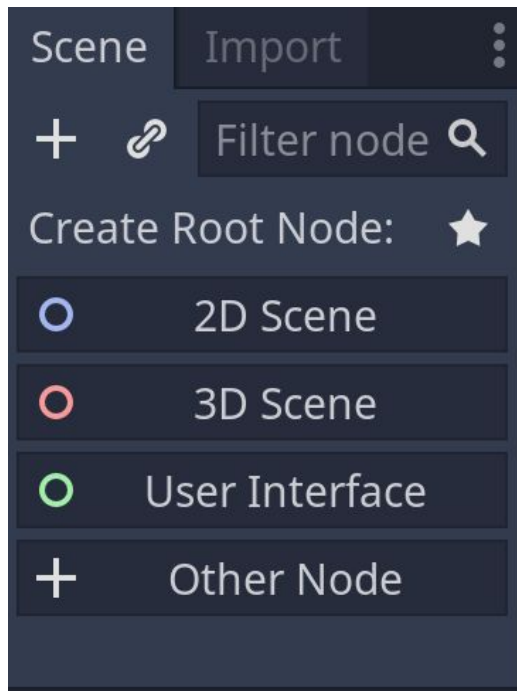 Scene Import
Filter node
Create Root Node:
2D Scene
3D Scene
User Interface
Other Node